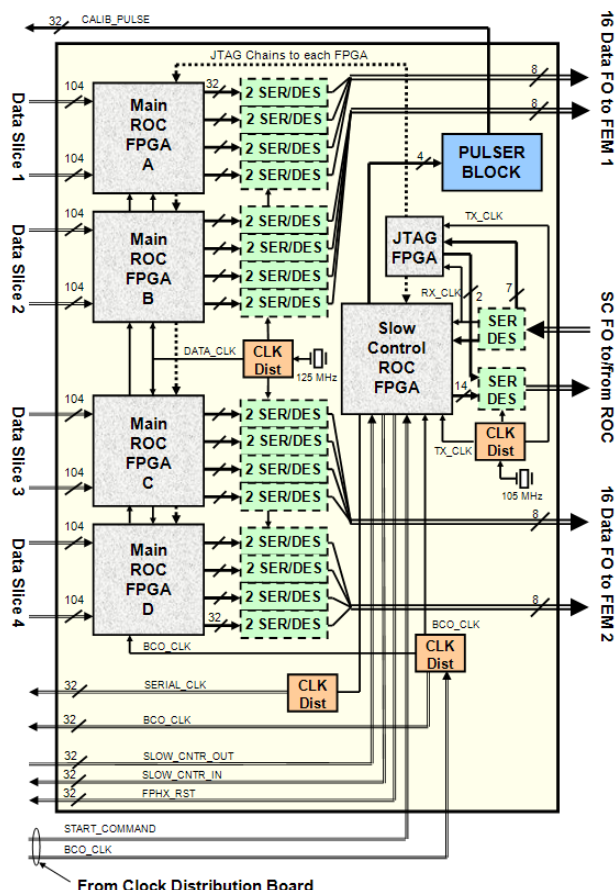 32
CALIB_PULSE
JTAG Chains to each FPGA
16 Data FO to FEM 1
Data Slice 1
104
104
Main
ROC
FPGA
A
32
2 SER/DES
2 SER/DES
2 SER/DES
2 SER/DES
8
8
4
PULSER
BLOCK
Data Slice 2
104
104
Main
ROC
FPGA
B
2 SER/DES
2 SER/DES
2 SER/DES
2 SER/DES
TX_CLK
JTAG
FPGA
RX_CLK
2
7
SER
DES
SC FO to/from ROC
DATA_CLK
CLK
Dist
125 MHz
Slow
Control
ROC
FPGA
14
SER
DES
TX_CLK
CLK
Dist
105 MHz
Data Slice 3
104
104
Main
ROC
FPGA
C
2 SER/DES
2 SER/DES
2 SER/DES
2 SER/DES
8
16 Data FO to FEM 2
Data Slice 4
104
104
Main
ROC
FPGA
D
2 SER/DES
2 SER/DES
2 SER/DES
2 SER/DES
32
8
BCO_CLK
BCO_CLK
CLK
Dist
32
SERIAL_CLK
CLK
Dist
32
BCO_CLK
32
SLOW_CNTR_OUT
32
SLOW_CNTR_IN
32
FPHX_RST
START_COMMAND
BCO_CLK
From Clock Distribution Board